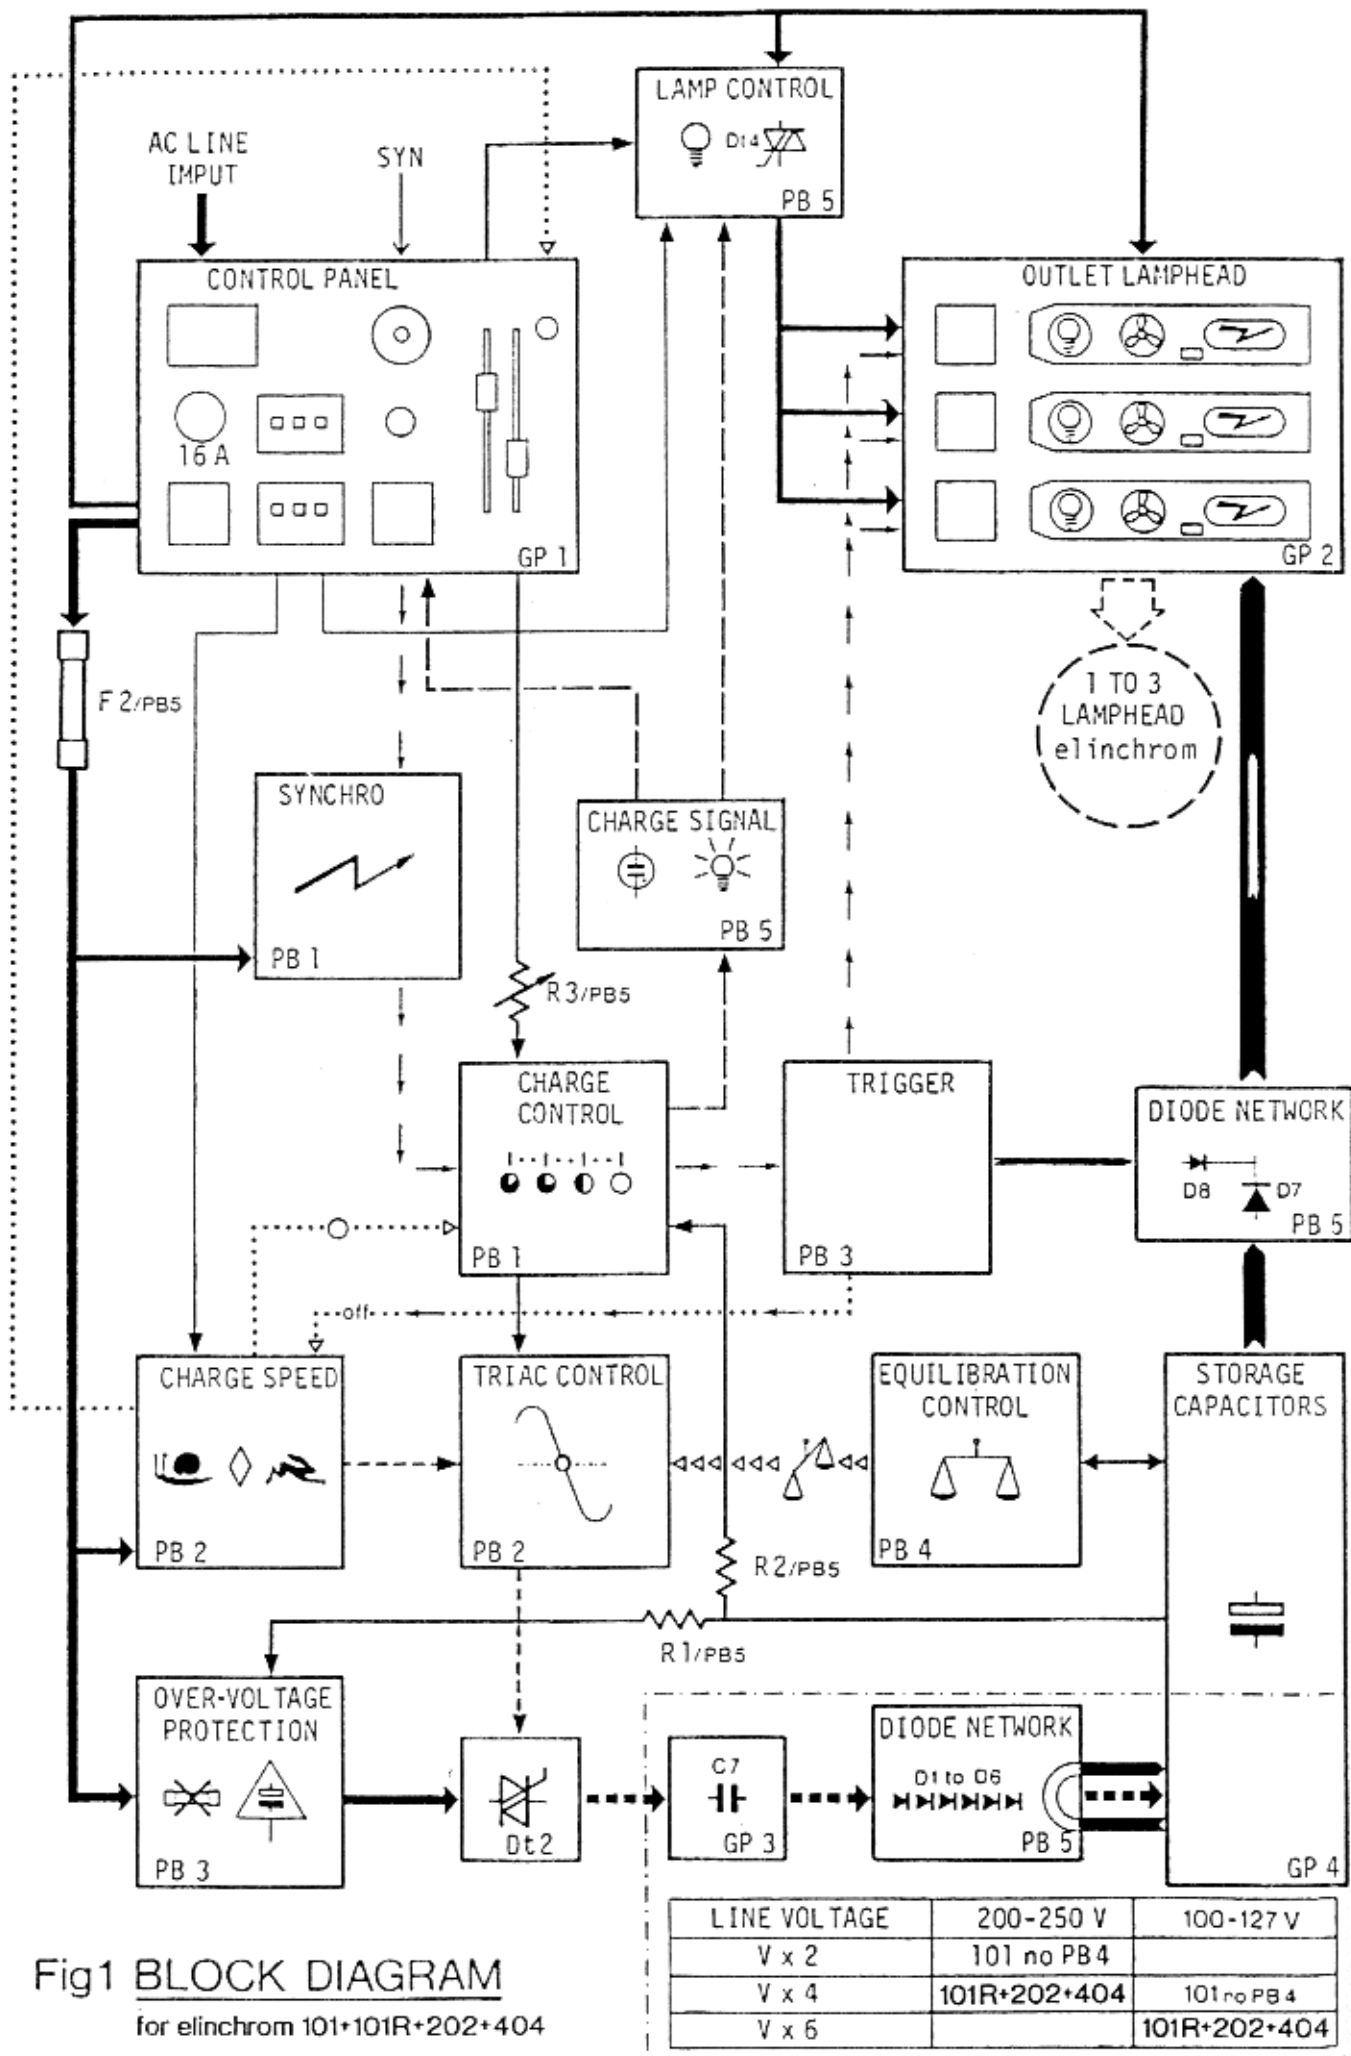 LAMP CONTROL
Dt4
PB 5
AC LINE
IMPUT
SYN
CONTROL PANEL
16 A
GP 1
OUTLET LAMPHEAD
GP 2
F 2/PB5
1 TO 3
LAMPHEAD
elinchrom
SYNCHRO
PB 1
CHARGE SIGNAL
PB 5
R3/PB5
CHARGE
CONTROL
PB 1
TRIGGER
PB 3
DIODE NETWORK
D8
D7
PB 5
off
CHARGE SPEED
PB 2
TRIAC CONTROL
PB 2
EQUILIBRATION
CONTROL
PB 4
STORAGE
CAPACITORS
GP 4
R2/PB5
R1/PB5
OVER-VOLTAGE
PROTECTION
PB 3
Dt2
C7
GP 3
DIODE NETWORK
D1 to D6
PB 5
LINE VOLTAGE 200-250 V 100-127 V
V x 2 101 no PB4
V x 4 101R+202+404 101 no PB 4
V x 6 101R+202+404
Fig1 BLOCK DIAGRAM
for elinchrom 101+101R+202+404